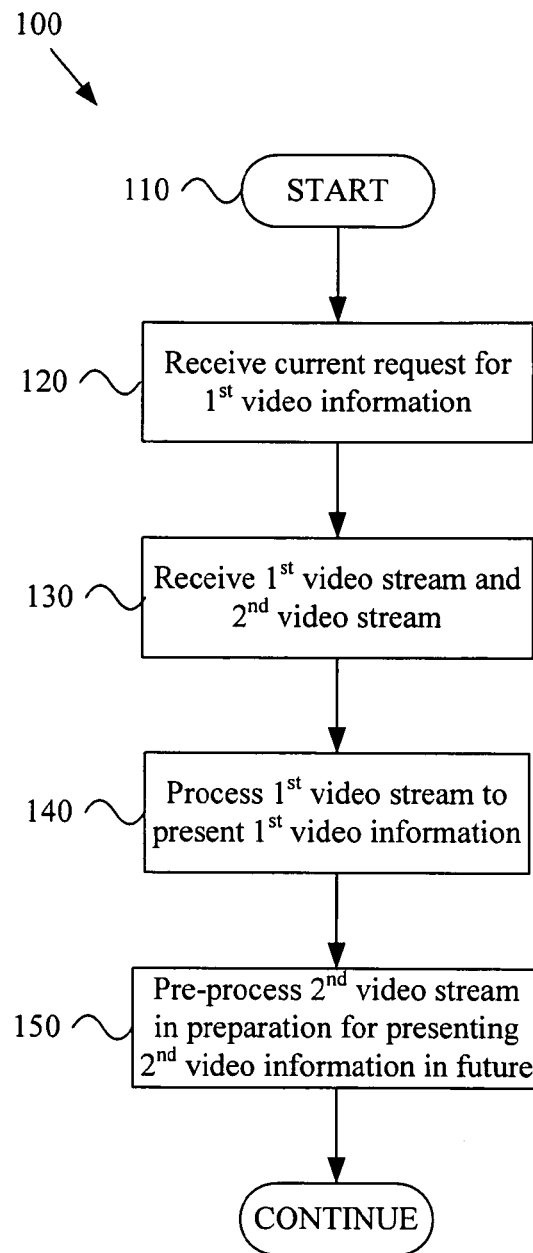 100
110
START
120
Receive current request for
1st video information
130
Receive 1st video stream and
2nd video stream
140
Process 1st video stream to
present 1st video information
150
Pre-process 2nd video stream
in preparation for presenting
2nd video information in future
CONTINUE